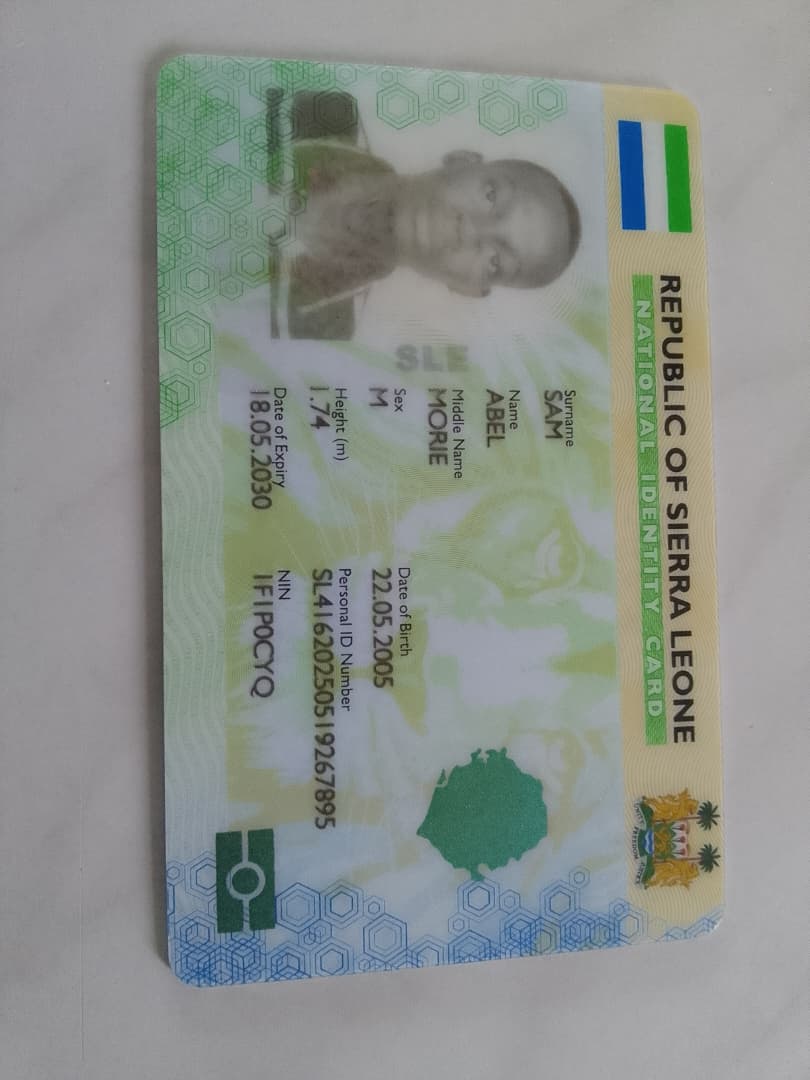 REPUBLIC OF SIERRA LEONE
NATIONAL IDENTITY CARD
SLE
Surname
SAM
Name
ABEL
Middle Name
MORIE
Sex
M
Date of Birth
22.05.2005
Height (m)
1.74
Personal ID Number
SL41620250519267895
Date of Expiry
18.05.2030
NIN
1F1P0CYQ